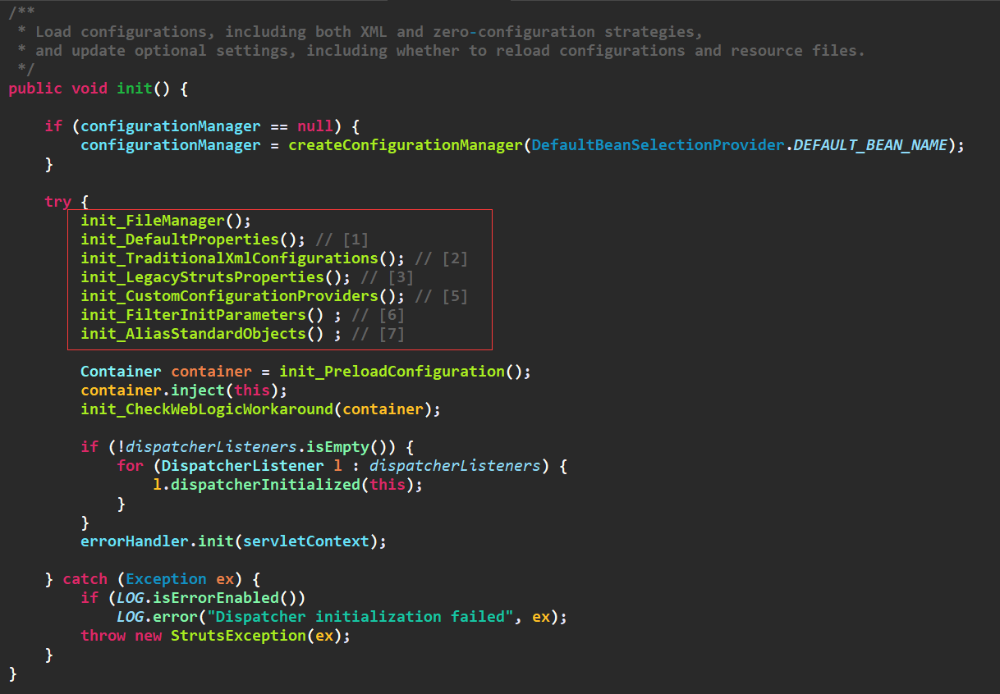 /**
 * Load configurations, including both XML and zero-configuration strategies,
 * and update optional settings, including whether to reload configurations and resource files.
 */
public void init() {
    if (configurationManager == null) {
        configurationManager = createConfigurationManager(DefaultBeanSelectionProvider.DEFAULT_BEAN_NAME);
    }
    try {
        init_FileManager();
        init_DefaultProperties(); // [1]
        init_TraditionalXmlConfigurations(); // [2]
        init_LegacyStrutsProperties(); // [3]
        init_CustomConfigurationProviders(); // [5]
        init_FilterInitParameters() ; // [6]
        init_AliasStandardObjects() ; // [7]
        Container container = init_PreloadConfiguration();
        container.inject(this);
        init_CheckWebLogicWorkaround(container);
        if (!dispatcherListeners.isEmpty()) {
            for (DispatcherListener l : dispatcherListeners) {
                l.dispatcherInitialized(this);
            }
        }
        errorHandler.init(servletContext);
    } catch (Exception ex) {
        if (LOG.isErrorEnabled())
            LOG.error("Dispatcher initialization failed", ex);
        throw new StrutsException(ex);
    }
}